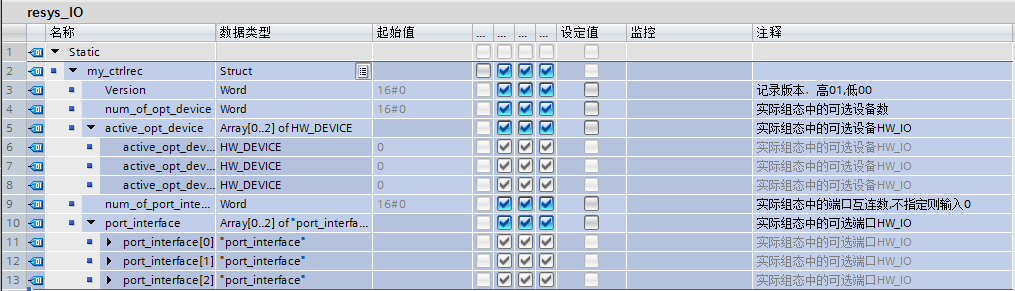 resys_IO
名称 数据类型 起始值 ... ... ... ... 设定值 监控 注释
1 Static
2 my_ctrlrec Struct
3 Version Word 16#0 记录版本. 高01,低00
4 num_of_opt_device Word 16#0 实际组态中的可选设备数
5 active_opt_device Array[0..2] of HW_DEVICE 实际组态中的可选设备HW_IO
6 active_opt_dev... HW_DEVICE 0 实际组态中的可选设备HW_IO
7 active_opt_dev... HW_DEVICE 0 实际组态中的可选设备HW_IO
8 active_opt_dev... HW_DEVICE 0 实际组态中的可选设备HW_IO
9 num_of_port_inte... Word 16#0 实际组态中的端口互连数,不指定则输入0
10 port_interface Array[0..2] of "port_interfa... 实际组态中的可选端口HW_IO
11 port_interface[0] "port_interface" 实际组态中的可选端口HW_IO
12 port_interface[1] "port_interface" 实际组态中的可选端口HW_IO
13 port_interface[2] "port_interface" 实际组态中的可选端口HW_IO